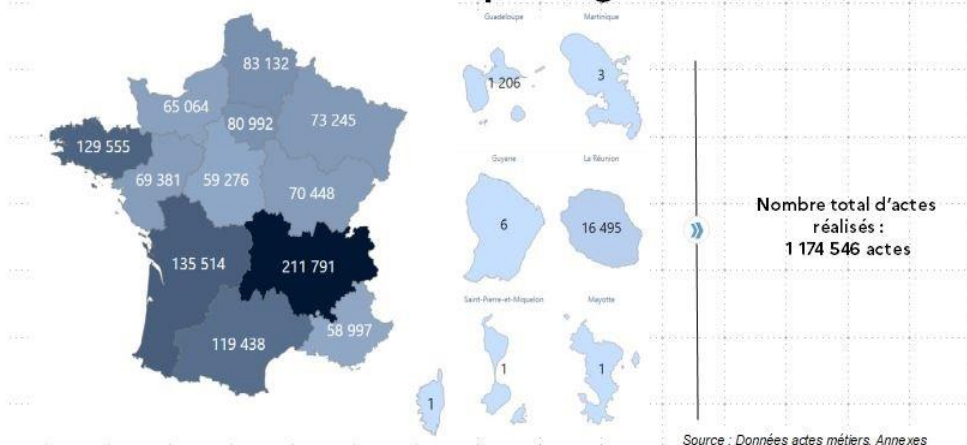 83 132
65 064
80 992
73 245
129 555
69 381
59 276
70 448
135 514
211 791
119 438
58 997
1
Guadeloupe
Martinique
1 206
3
Guyane
La Réunion
6
16 495
Saint-Pierre-et-Miquelon
Mayotte
1
1
Nombre total d'actes
réalisés :
1 174 546 actes
Source : Données actes métiers. Annexes